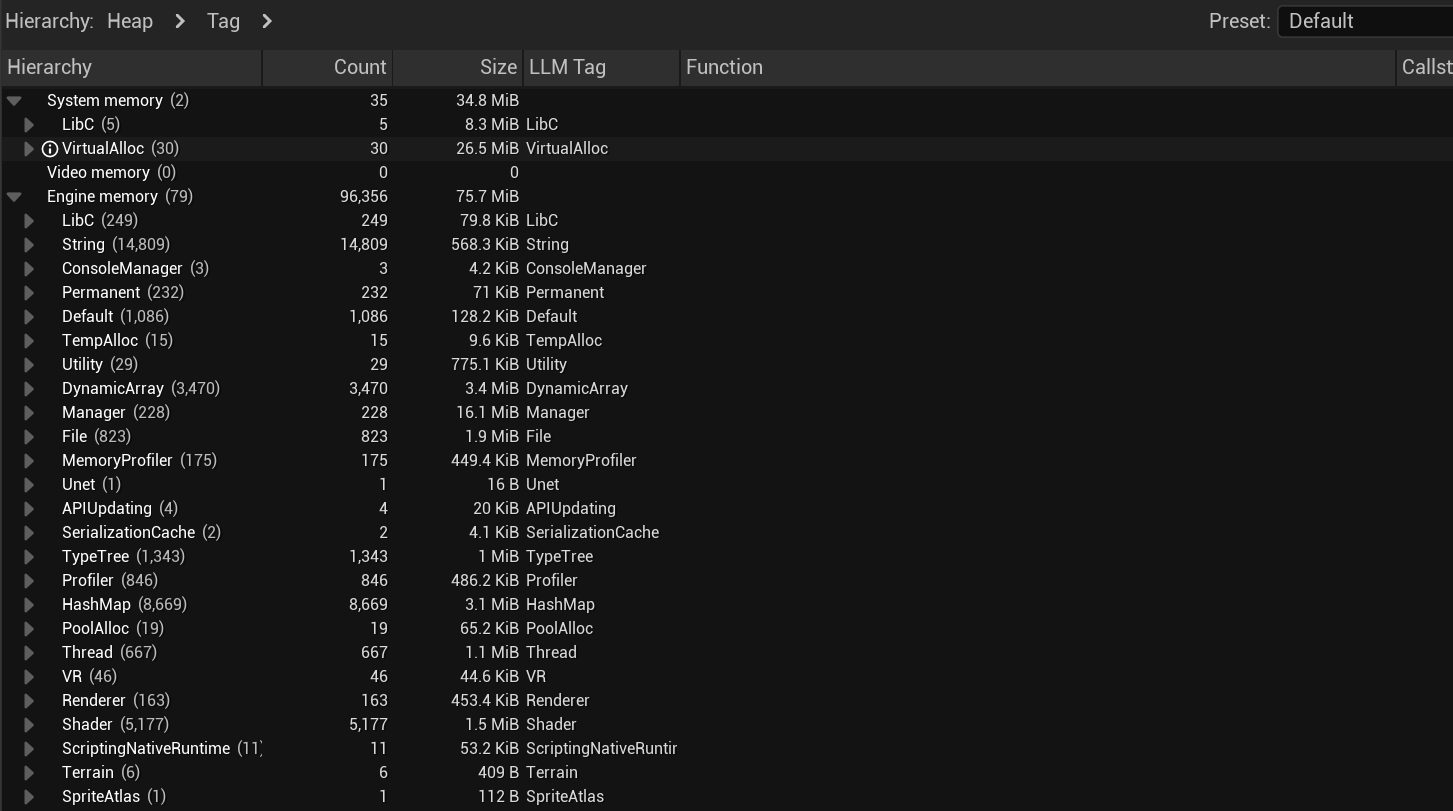 Hierarchy: Heap > Tag > Preset: Default
Hierarchy Count Size LLM Tag Function Callst
System memory (2) 35 34.8 MiB
LibC (5) 5 8.3 MiB LibC
VirtualAlloc (30) 30 26.5 MiB VirtualAlloc
Video memory (0) 0 0
Engine memory (79) 96,356 75.7 MiB
LibC (249) 249 79.8 KiB LibC
String (14,809) 14,809 568.3 KiB String
ConsoleManager (3) 3 4.2 KiB ConsoleManager
Permanent (232) 232 71 KiB Permanent
Default (1,086) 1,086 128.2 KiB Default
TempAlloc (15) 15 9.6 KiB TempAlloc
Utility (29) 29 775.1 KiB Utility
DynamicArray (3,470) 3,470 3.4 MiB DynamicArray
Manager (228) 228 16.1 MiB Manager
File (823) 823 1.9 MiB File
MemoryProfiler (175) 175 449.4 KiB MemoryProfiler
Unet (1) 1 16 B Unet
APIUpdating (4) 4 20 KiB APIUpdating
SerializationCache (2) 2 4.1 KiB SerializationCache
TypeTree (1,343) 1,343 1 MiB TypeTree
Profiler (846) 846 486.2 KiB Profiler
HashMap (8,669) 8,669 3.1 MiB HashMap
PoolAlloc (19) 19 65.2 KiB PoolAlloc
Thread (667) 667 1.1 MiB Thread
VR (46) 46 44.6 KiB VR
Renderer (163) 163 453.4 KiB Renderer
Shader (5,177) 5,177 1.5 MiB Shader
ScriptingNativeRuntime (11) 11 53.2 KiB ScriptingNativeRuntir
Terrain (6) 6 409 B Terrain
SpriteAtlas (1) 1 112 B SpriteAtlas